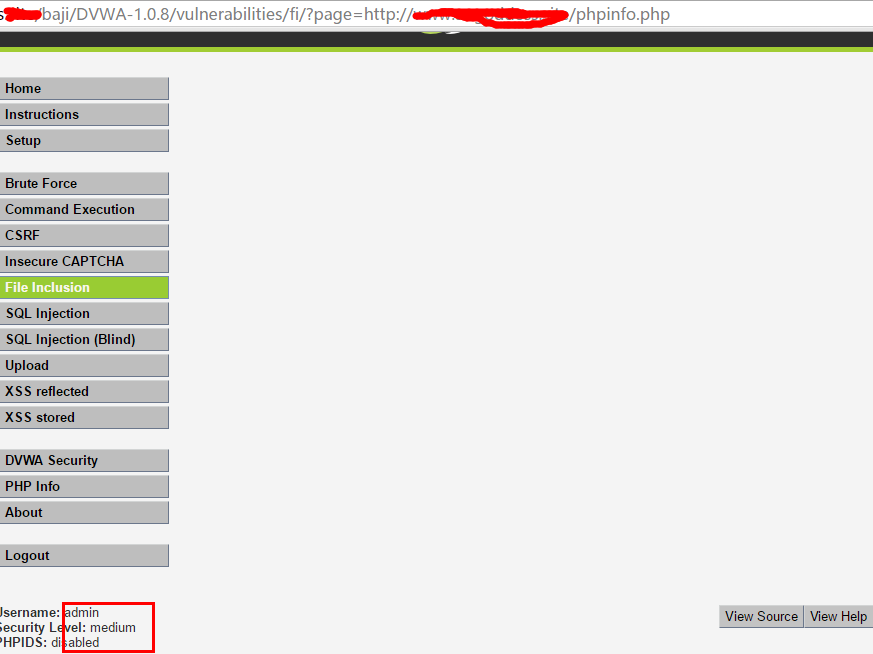 /baji/DVWA-1.0.8/vulnerabilities/fi/?page=http:// /phpinfo.php
Home
Instructions
Setup
Brute Force
Command Execution
CSRF
Insecure CAPTCHA
File Inclusion
SQL Injection
SQL Injection (Blind)
Upload
XSS reflected
XSS stored
DVWA Security
PHP Info
About
Logout
Username: admin
Security Level: medium
PHPIDS: disabled
View Source View Help